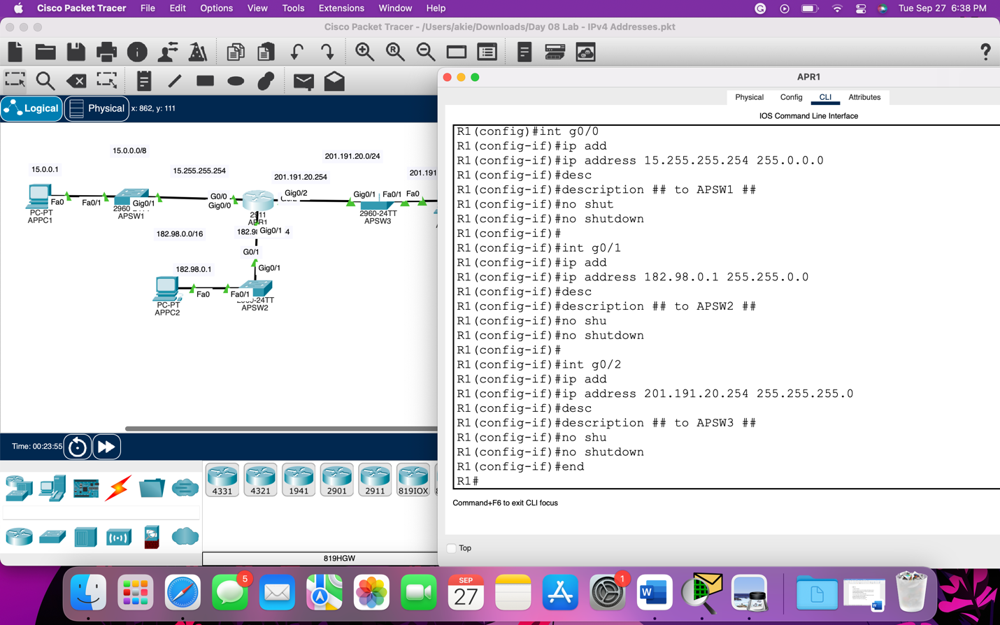 Cisco Packet Tracer File Edit Options View Tools Extensions Window Help Tue Sep 27 6:38 PM
Cisco Packet Tracer - /Users/akie/Downloads/Day 08 Lab - IPv4 Addresses.pkt
APR1
Physical Config CLI Attributes
IOS Command Line Interface
Logical Physical x: 862, y: 111
15.0.0.0/8
201.191.20.0/24
15.0.0.1
15.255.255.254
201.191.20.254
201.191
Fa0
Fa0/1
Gig0/1
G0/0
Gig0/0
Gig0/2
Gig0/1
Fa0/1
Fa0
PC-PT
APPC1
2960
APSW1
2911
APR1
2960-24TT
APSW3
182.98.0.0/16
182.9
Gig0/1
4
G0/1
182.98.0.1
Gig0/1
Fa0
Fa0/1
PC-PT
APPC2
-24TT
APSW2
R1(config)#int g0/0
R1(config-if)#ip add
R1(config-if)#ip address 15.255.255.254 255.0.0.0
R1(config-if)#desc
R1(config-if)#description ## to APSW1 ##
R1(config-if)#no shut
R1(config-if)#no shutdown
R1(config-if)#
R1(config-if)#int g0/1
R1(config-if)#ip add
R1(config-if)#ip address 182.98.0.1 255.255.0.0
R1(config-if)#desc
R1(config-if)#description ## to APSW2 ##
R1(config-if)#no shu
R1(config-if)#no shutdown
R1(config-if)#
R1(config-if)#int g0/2
R1(config-if)#ip add
R1(config-if)#ip address 201.191.20.254 255.255.255.0
R1(config-if)#desc
R1(config-if)#description ## to APSW3 ##
R1(config-if)#no shu
R1(config-if)#no shutdown
R1(config-if)#end
R1#
Command+F6 to exit CLI focus
Top
Time: 00:23:55
4331 4321 1941 2901 2911 819IOX
819HGW
5
SEP
27
1
W
W